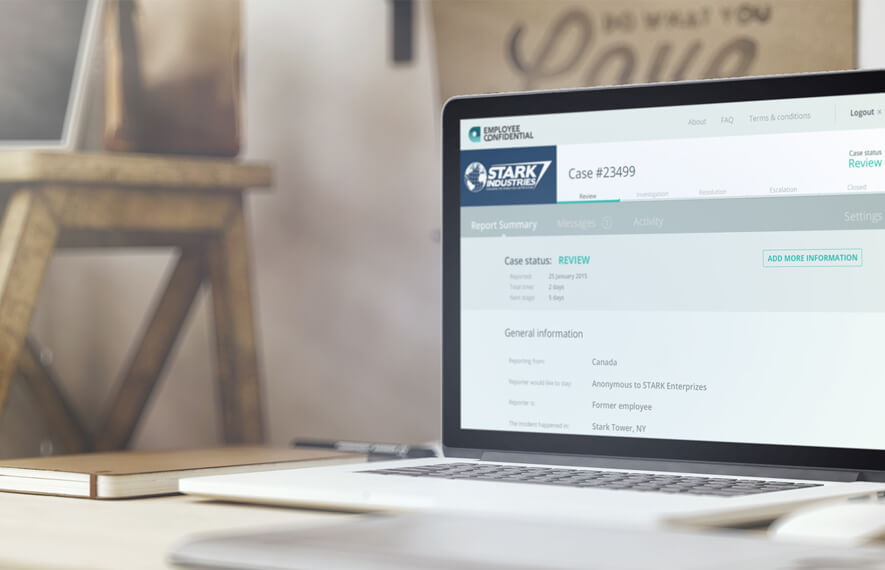 DO WHAT YOU
Love
EMPLOYEE
CONFIDENTIAL
About FAQ Terms & conditions Logout ×
STARK
INDUSTRIES
Case #23499
Case status
Review
Review Investigation Resolution Escalation Closed
Report Summary Messages 1 Activity Settings
Case status: REVIEW
ADD MORE INFORMATION
Reported: 25 January 2015
Total time: 2 days
Next stage: 5 days
General information
Reporting from: Canada
Reporter would like to stay: Anonymous to STARK Enterprizes
Reporter is: Former employee
The incident happened in: Stark Tower, NY